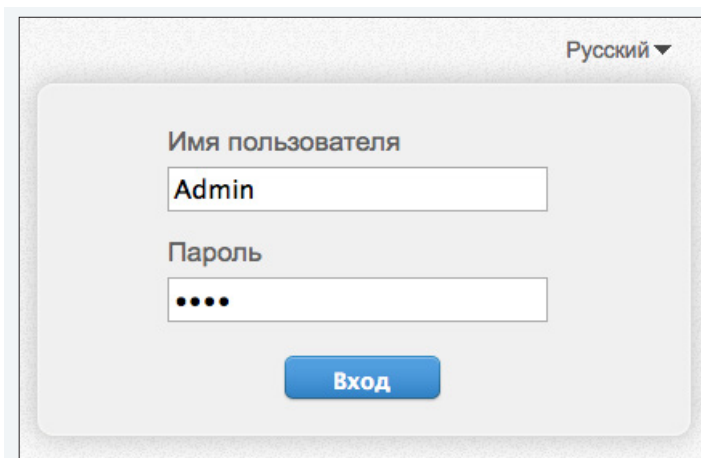 Русский
Имя пользователя
Admin
Пароль
••••
Вход